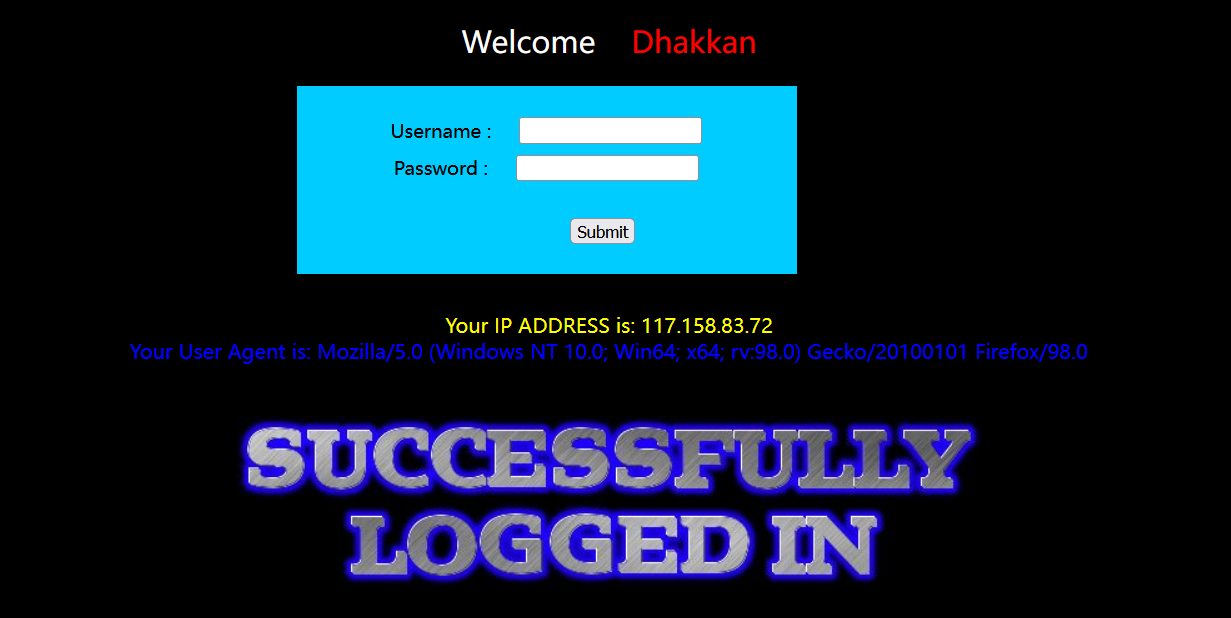 Welcome Dhakkan
Username :
Password :
Submit
Your IP ADDRESS is: 117.158.83.72
Your User Agent is: Mozilla/5.0 (Windows NT 10.0; Win64; x64; rv:98.0) Gecko/20100101 Firefox/98.0
SUCCESSFULLY
LOGGED IN